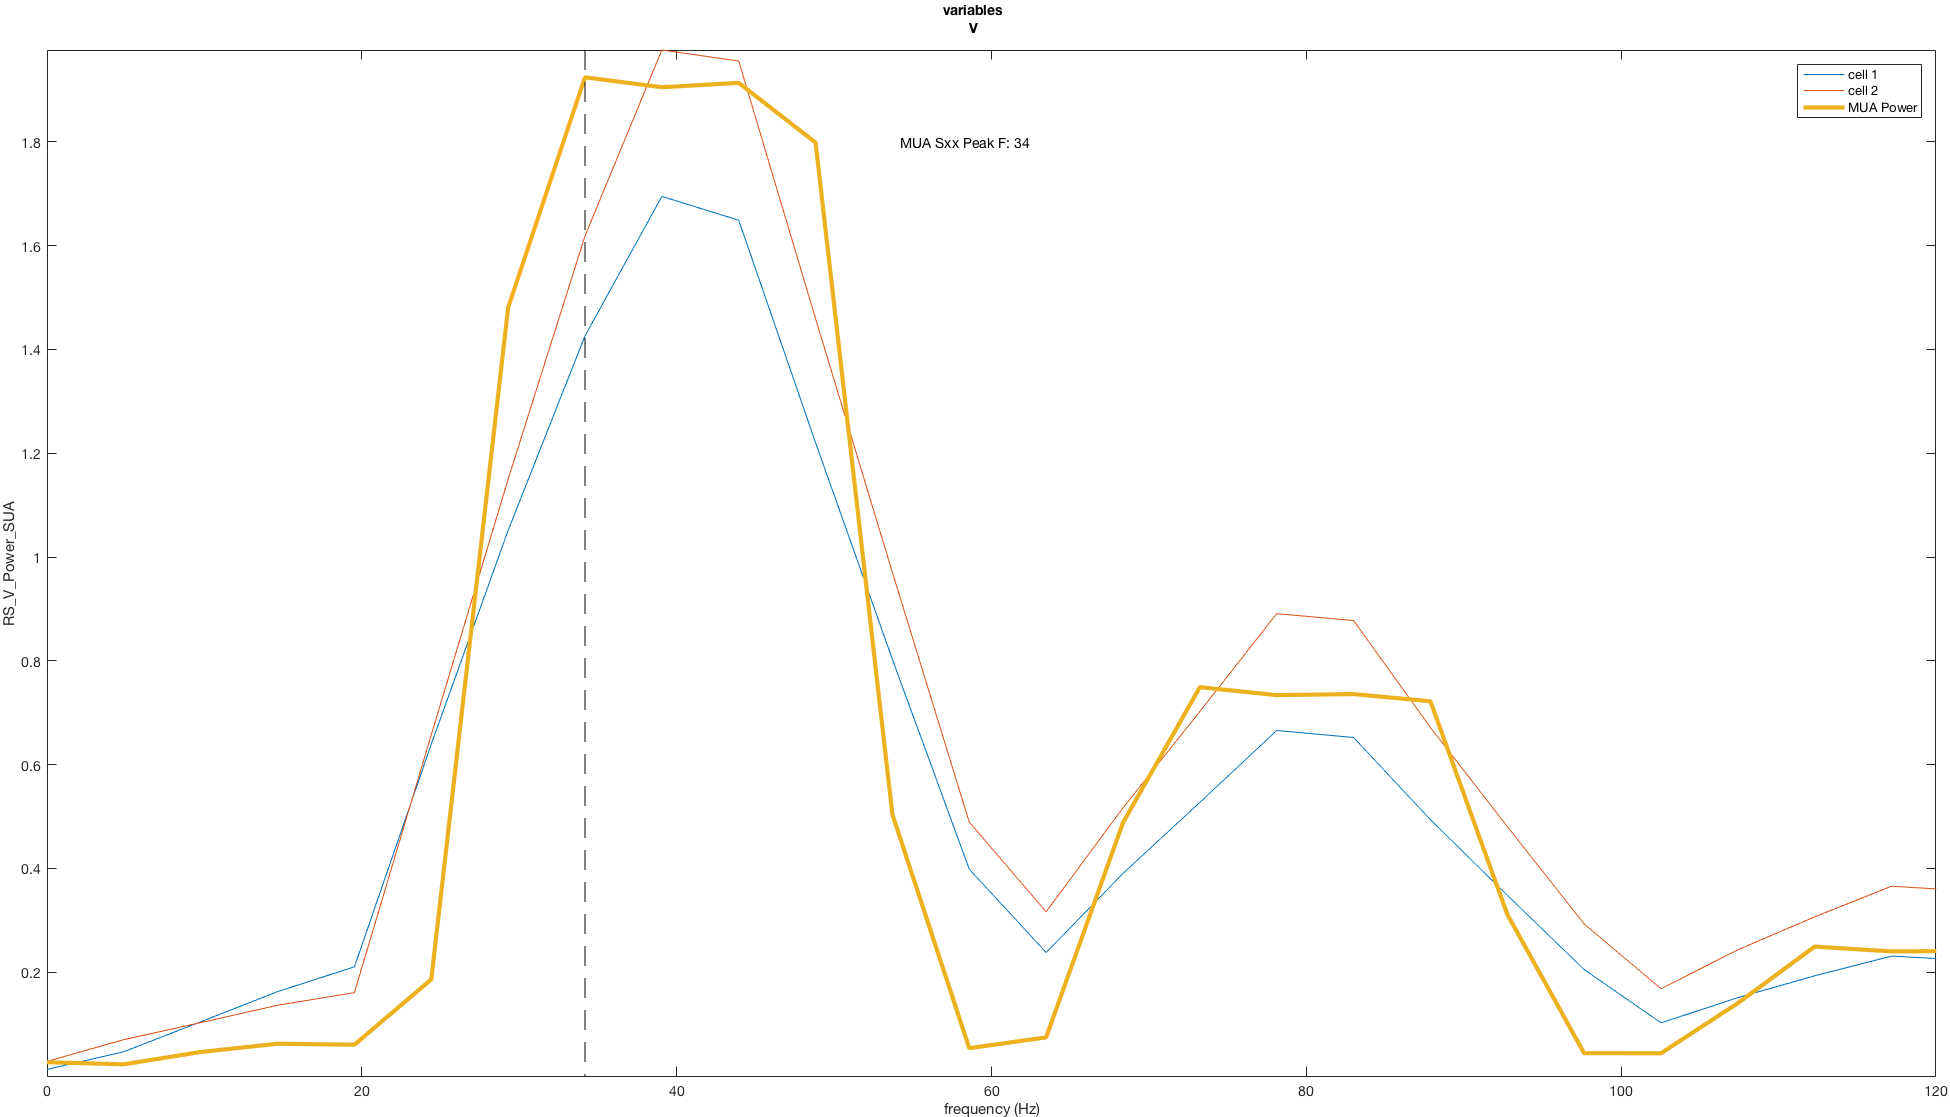 variables
V
cell 1
cell 2
MUA Power
MUA Sxx Peak F: 34
RS_V_Power_SUA
1.8
1.6
1.4
1.2
1
0.8
0.6
0.4
0.2
0 20 40 60 80 100 120
frequency (Hz)